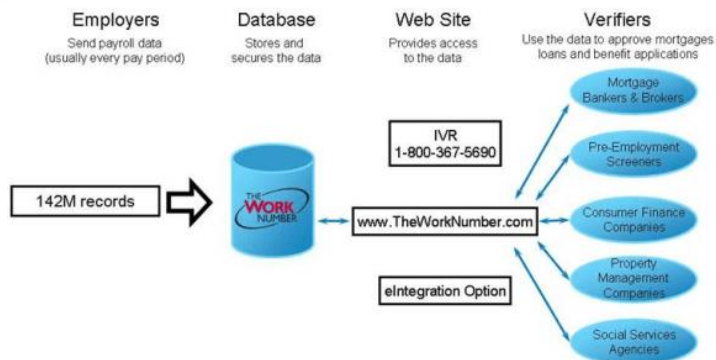 Employers
Send payroll data
(usually every pay period)
Database
Stores and
secures the data
Web Site
Provides access
to the data
Verifiers
Use the data to approve mortgages
loans and benefit applications
142M records
THE
WORK
NUMBER
IVR
1-800-367-5690
www.TheWorkNumber.com
eIntegration Option
Mortgage
Bankers & Brokers
Pre-Employment
Screeners
Consumer Finance
Companies
Property
Management
Companies
Social Services
Agencies